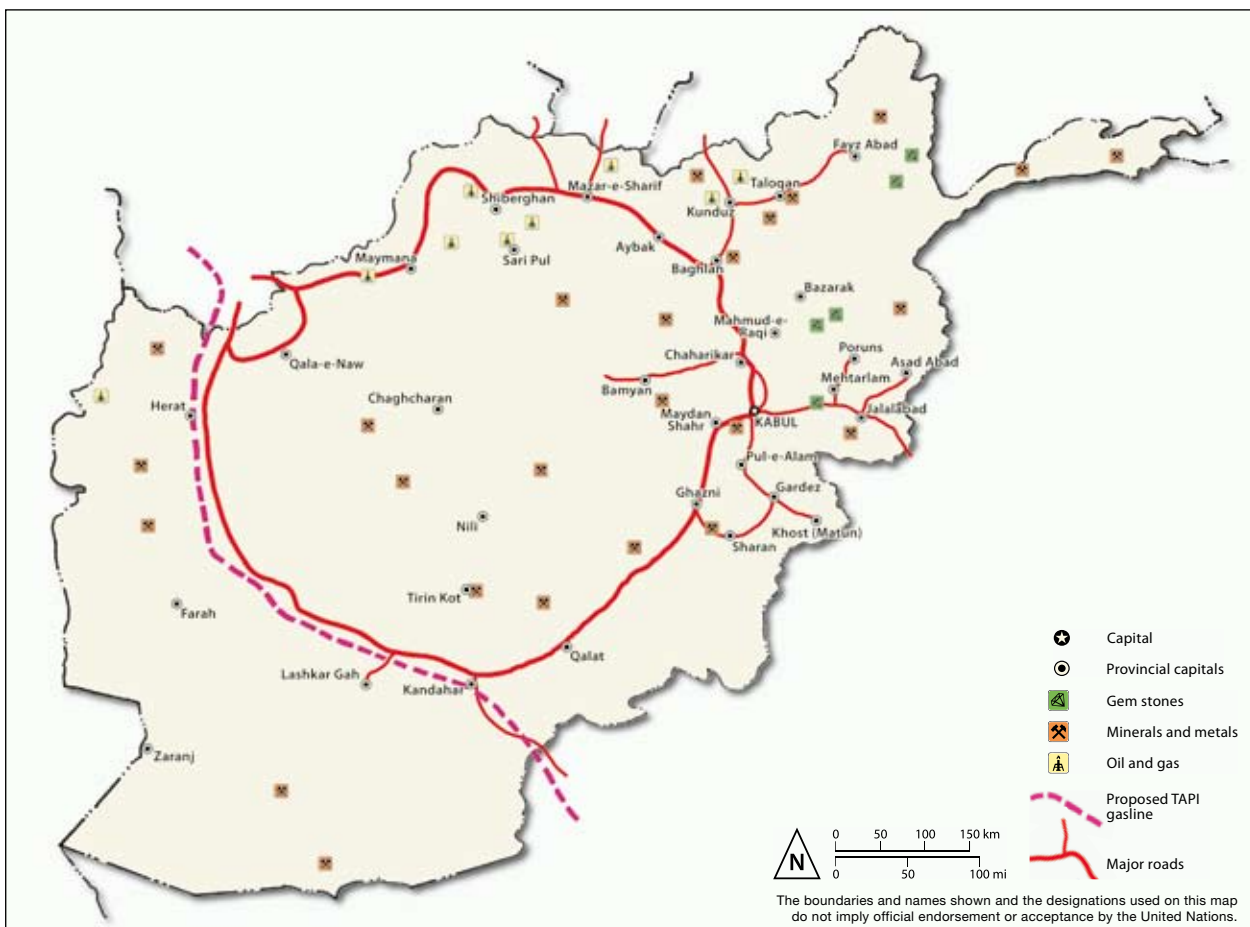 Fayz Abad
Mazar-e-Sharif
Taloqan
Shiberghan
Kunduz
Aybak
Sari Pul
Maymana
Baghlan
Bazarak
Mahmud-e-
Raqi
Qala-e-Naw
Chaharikar
Poruns
Asad Abad
Bamyan
Mehtarlam
Chaghcharan
Herat
Maydan
Shahr
KABUL
Jalalabad
Pul-e-Alam
Ghazni
Gardez
Nili
Khost (Matun)
Sharan
Tirin Kot
Farah
Qalat
Lashkar Gah
Kandahar
Zaranj
Capital
Provincial capitals
Gem stones
Minerals and metals
Oil and gas
Proposed TAPI
gasline
Major roads
N
0 50 100 150 km
0 50 100 mi
The boundaries and names shown and the designations used on this map
do not imply official endorsement or acceptance by the United Nations.